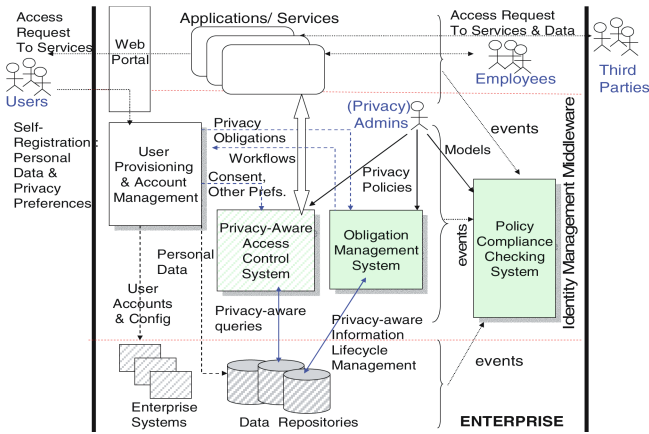 Access
Request
To Services
Users
Self-
Registration:
Personal
Data &
Privacy
Preferences
Web
Portal
Applications/ Services
Access Request
To Services & Data
Employees
Third
Parties
(Privacy)
Admins
events
Models
User
Provisioning
& Account
Management
Privacy
Obligations
Workflows
Consent,
Other Prefs.
Privacy
Policies
Privacy-Aware
Access
Control
System
Obligation
Management
System
Policy
Compliance
Checking
System
events
Identity Management Middleware
Personal
Data
User
Accounts
& Config
Privacy-aware
queries
Privacy-aware
Information
Lifecycle
Management
events
Enterprise
Systems
Data Repositories
ENTERPRISE